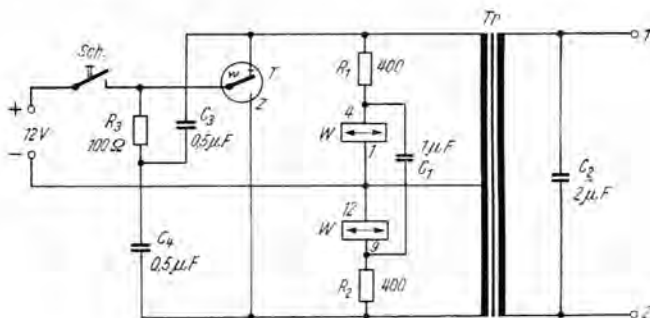 Tr
1
Sch.
w
T
Z
+
12V
-
R3
100Ω
C3
0,5μF
R1
400
4
W
1
1μF
C1
C2
2μF
12
W
9
C4
0,5μF
R2
400
2